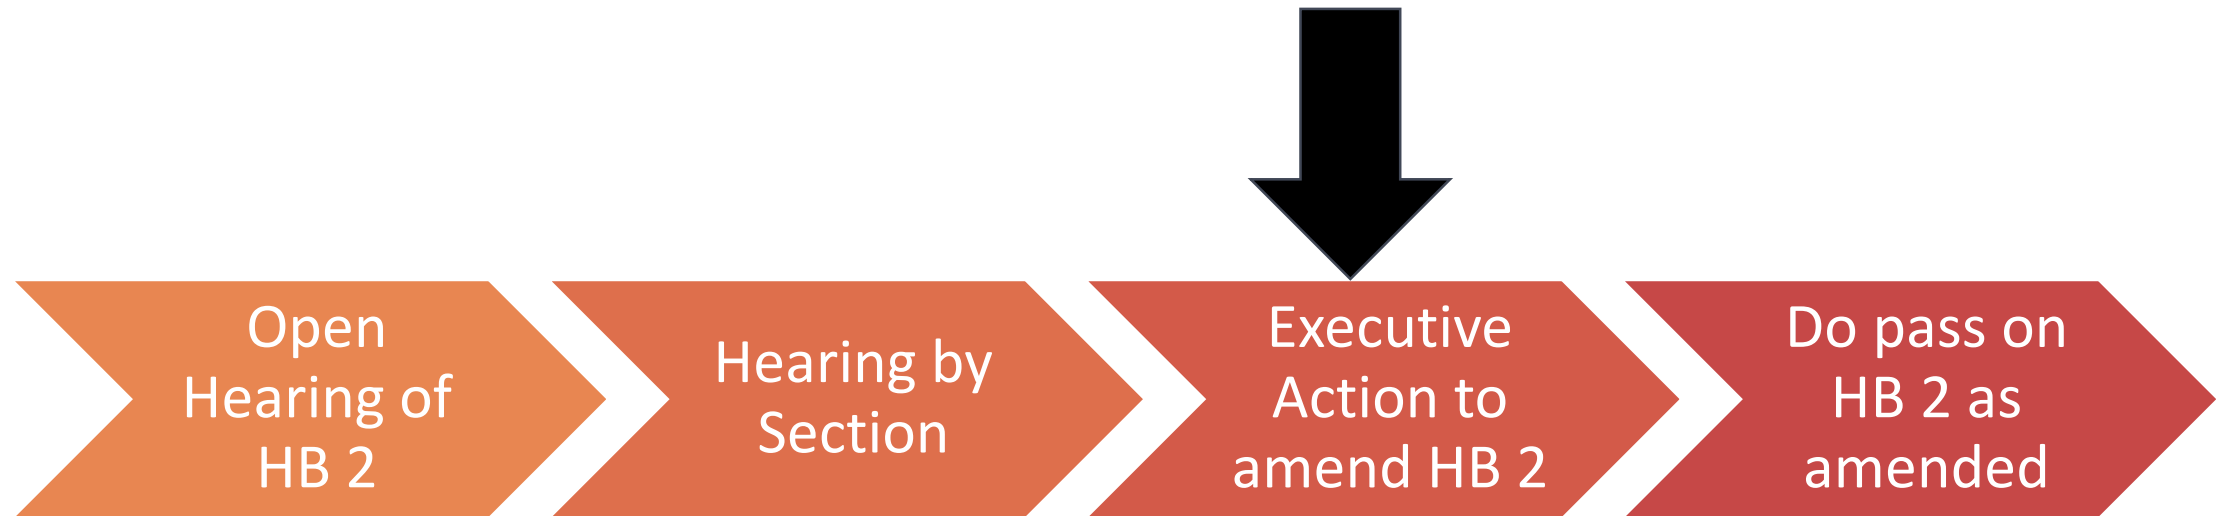 Open
Hearing of
HB 2
Hearing by
Section
Executive
Action to
amend HB 2
Do pass on
HB 2 as
amended